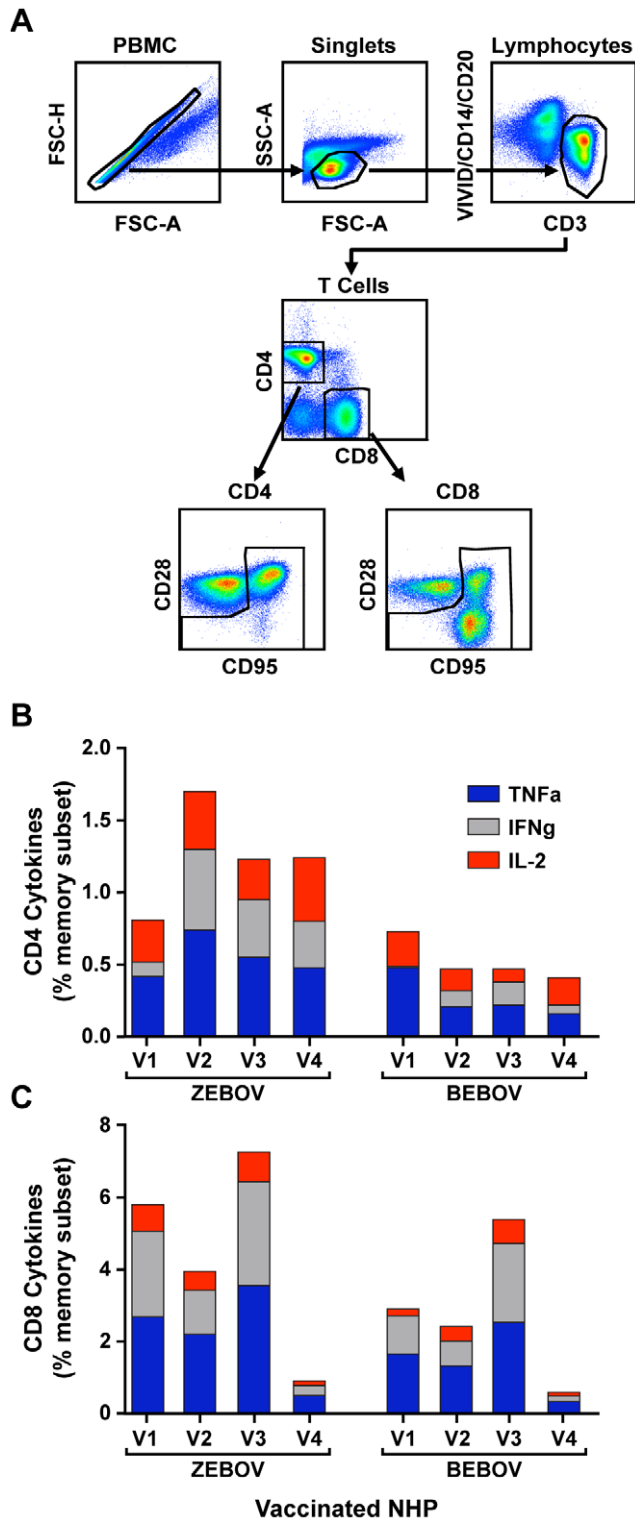 A
PBMC
Singlets
Lymphocytes
FSC-H
FSC-A
SSC-A
FSC-A
VIVID/CD14/CD20
CD3
T Cells
CD4
CD8
CD4
CD8
CD28
CD95
CD28
CD95
B
CD4 Cytokines
(% memory subset)
2.0
1.5
1.0
0.5
0.0
TNFa
IFNg
IL-2
V1 V2 V3 V4 V1 V2 V3 V4
ZEBOV BEBOV
C
CD8 Cytokines
(% memory subset)
8
6
4
2
0
V1 V2 V3 V4 V1 V2 V3 V4
ZEBOV BEBOV
Vaccinated NHP